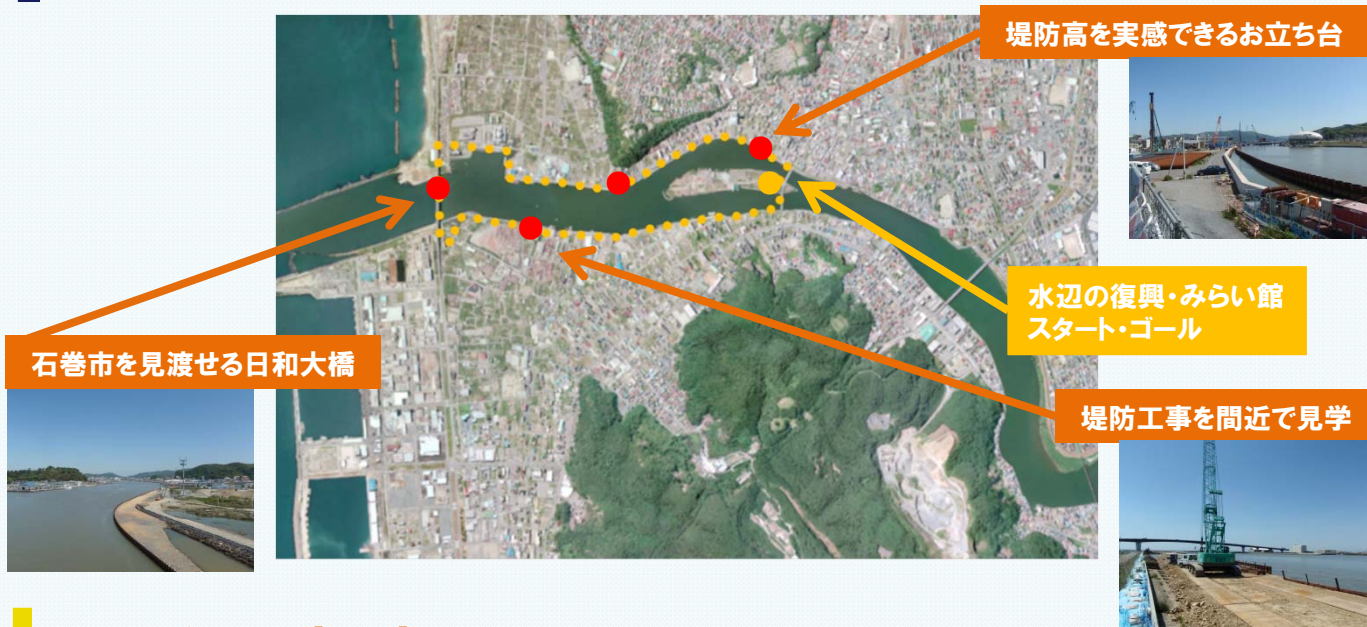 堤防高を実感できるお立ち台
水辺の復興・みらい館
スタート・ゴール
石巻市を見渡せる日和大橋
堤防工事を間近で見学